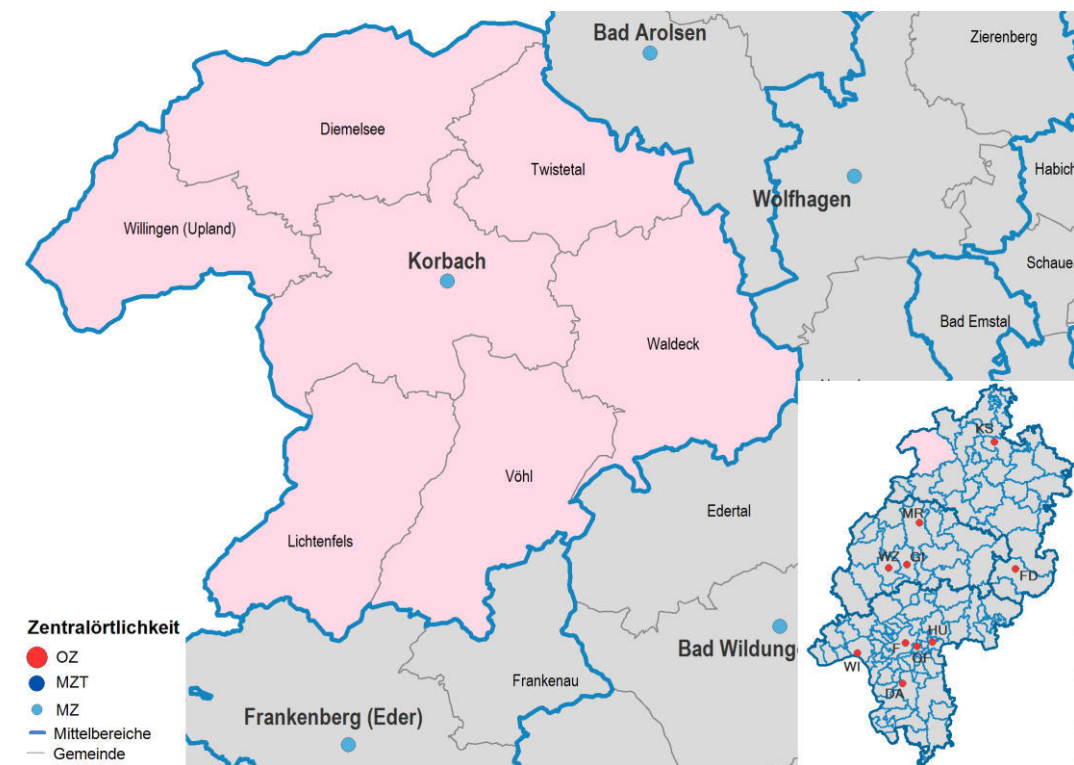 Bad Arolsen
Zierenberg
Diemelsee
Twistetal
Habich
Wolfhagen
Willingen (Upland)
Korbach
Schaue
Bad Emstal
Waldeck
Vöhl
Edertal
Lichtenfels
Bad Wildunge
Frankenau
Frankenberg (Eder)
Zentralörtlichkeit
OZ
MZT
MZ
Mittelbereiche
Gemeinde
KS
MR
WZ
GI
FD
HU
F
OF
WI
DA